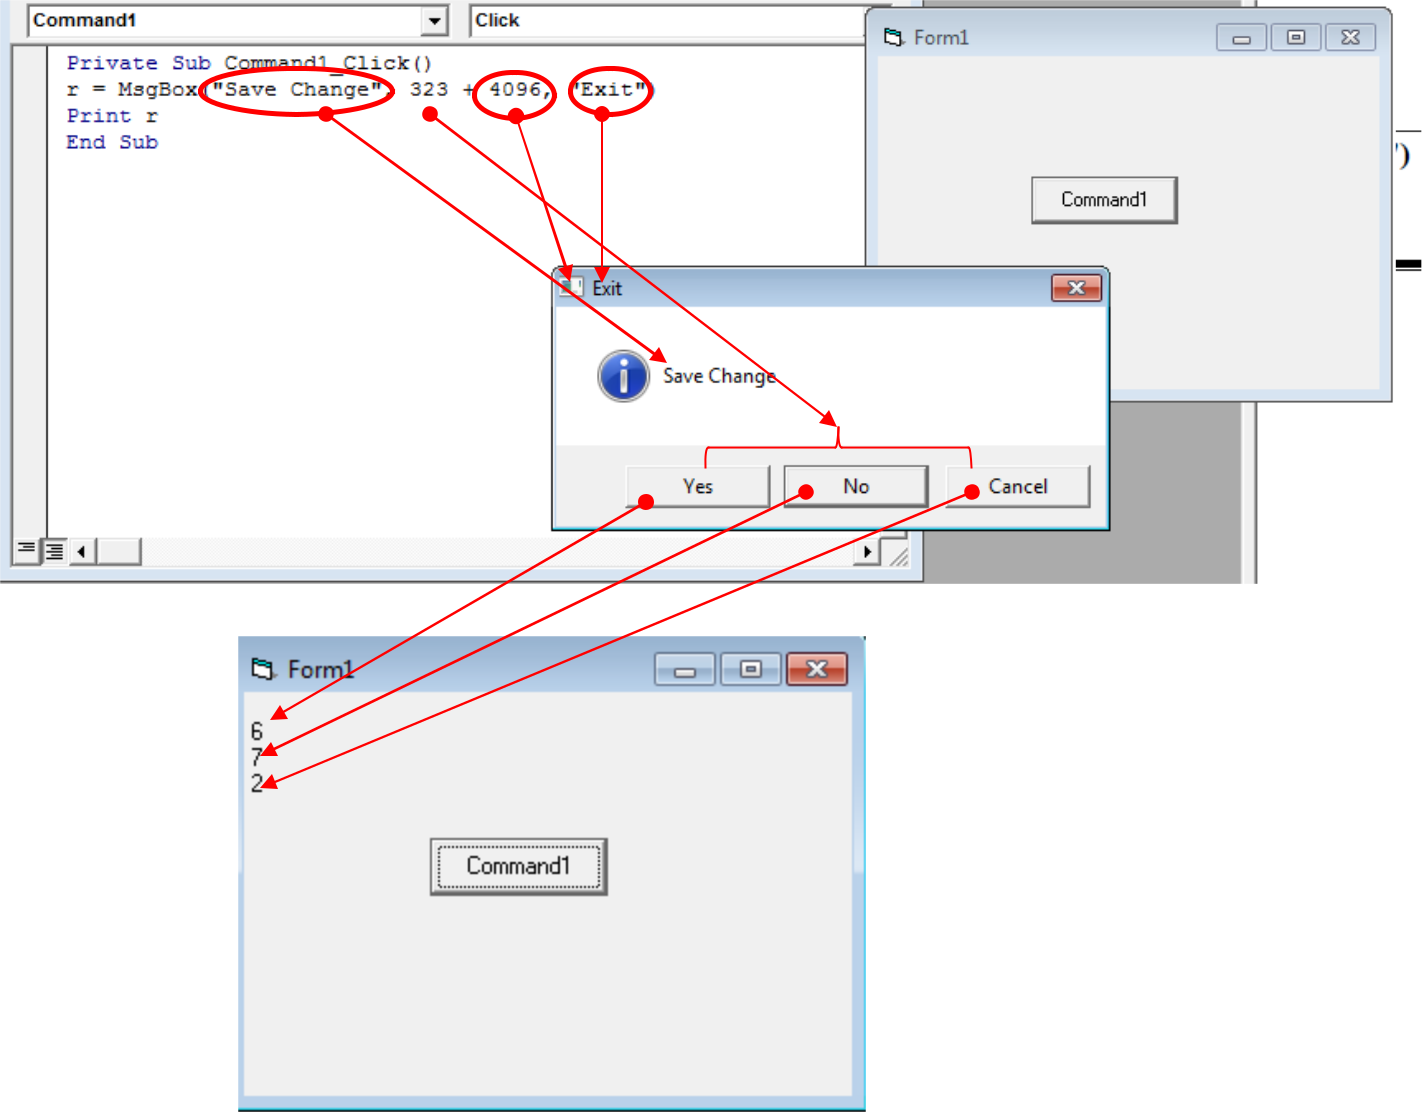 Command1
Click
Private Sub Command1_Click()
r = MsgBox("Save Change", 323 + 4096, "Exit")
Print r
End Sub
Form1
Command1
")
Exit
Save Change
Yes
No
Cancel
Form1
6
7
2
Command1